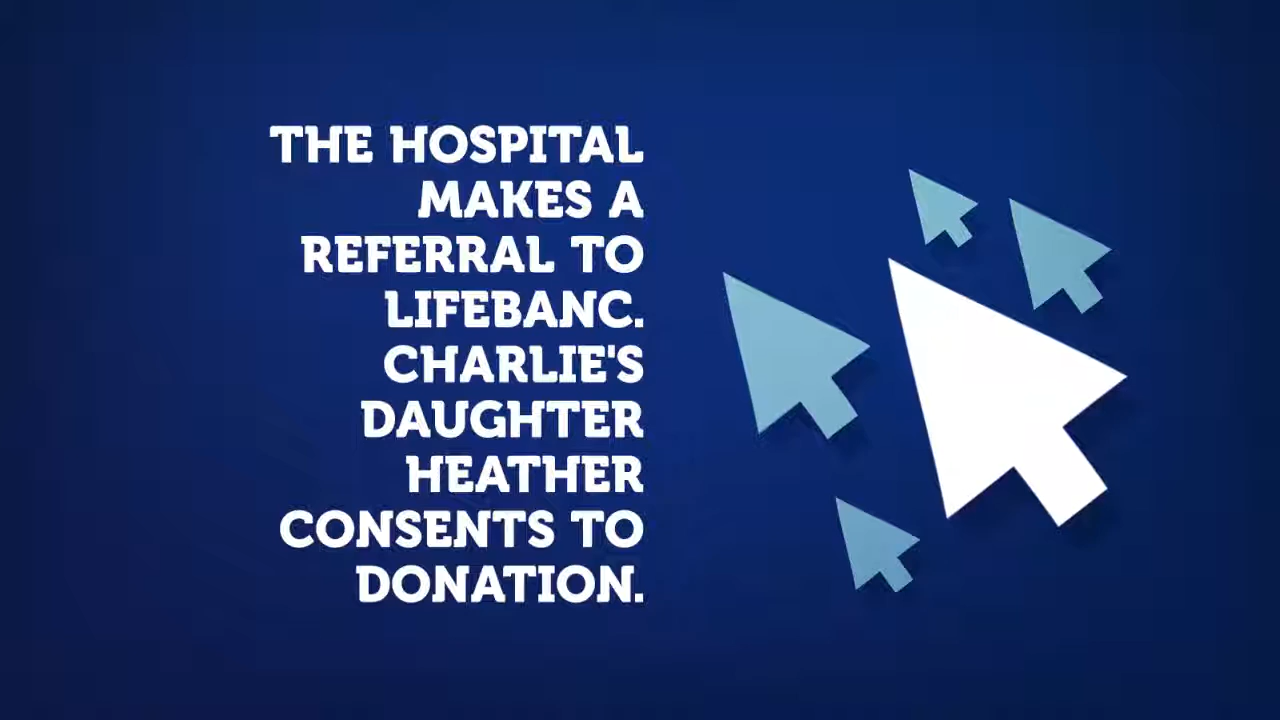 THE HOSPITAL
MAKES A
REFERRAL TO
LIFEBANC.
CHARLIE'S
DAUGHTER
HEATHER
CONSENTS TO
DONATION.